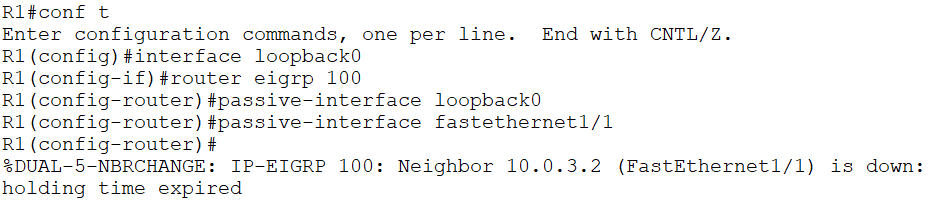 R1#conf t
Enter configuration commands, one per line.  End with CNTL/Z.
R1(config)#interface loopback0
R1(config-if)#router eigrp 100
R1(config-router)#passive-interface loopback0
R1(config-router)#passive-interface fastethernet1/1
R1(config-router)#
%DUAL-5-NBRCHANGE: IP-EIGRP 100: Neighbor 10.0.3.2 (FastEthernet1/1) is down:
holding time expired